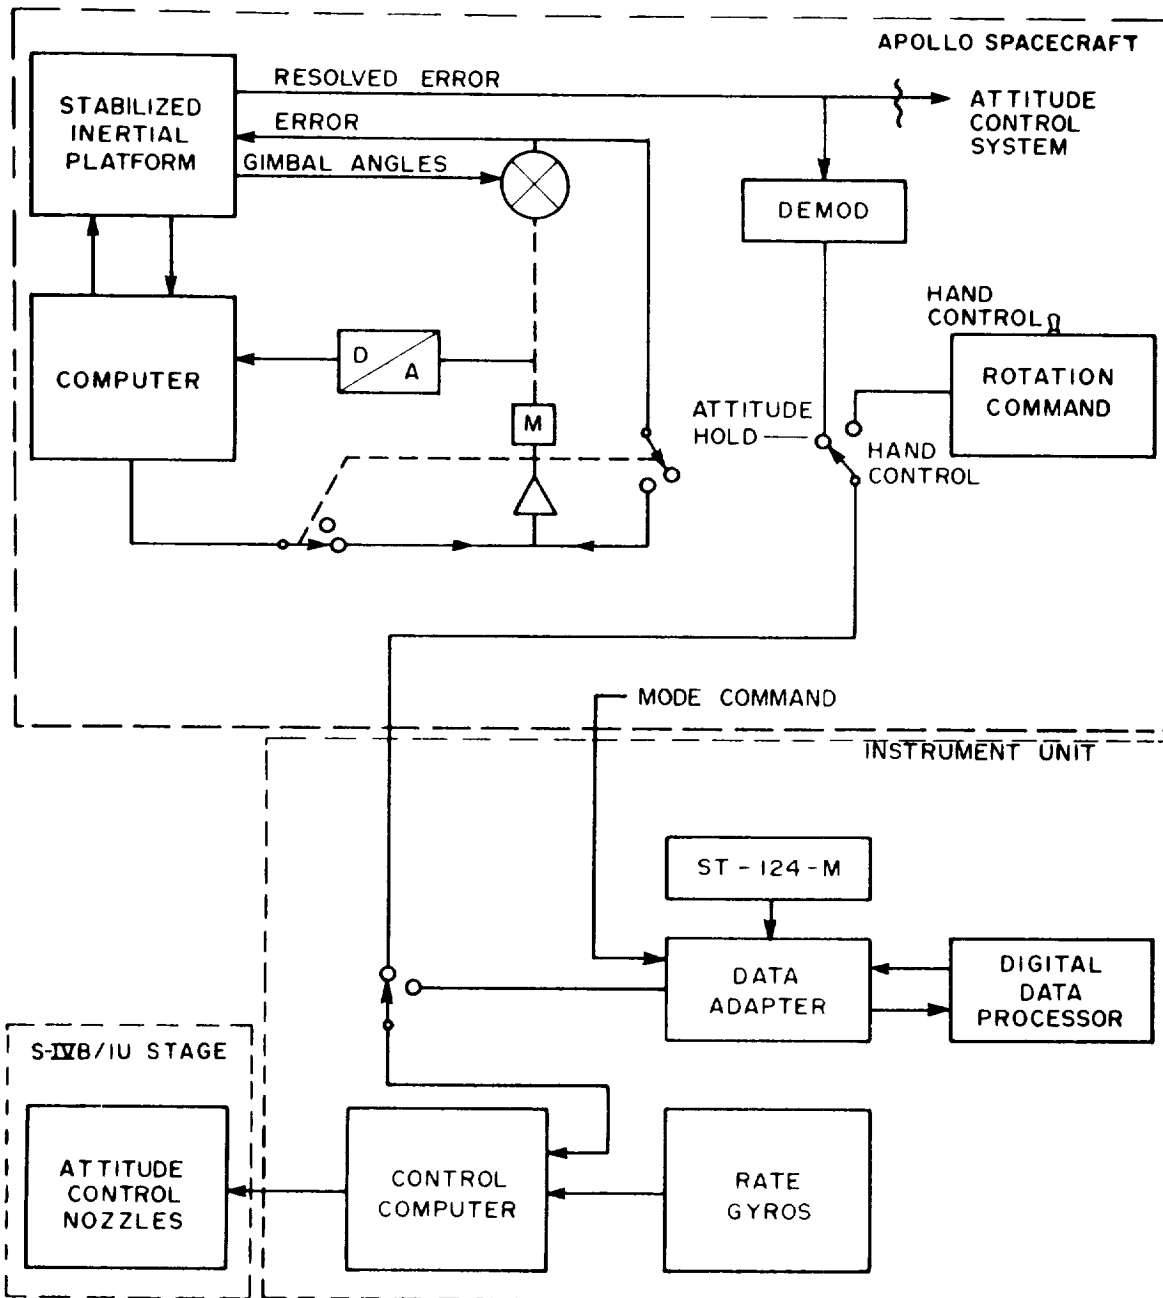 APOLLO SPACECRAFT
STABILIZED
INERTIAL
PLATFORM
RESOLVED ERROR
ERROR
GIMBAL ANGLES
ATTITUDE
CONTROL
SYSTEM
DEMOD
HAND
CONTROL
COMPUTER
D
A
M
ROTATION
COMMAND
ATTITUDE
HOLD
HAND
CONTROL
MODE COMMAND
INSTRUMENT UNIT
ST-124-M
DATA
ADAPTER
DIGITAL
DATA
PROCESSOR
S-IVB/IU STAGE
ATTITUDE
CONTROL
NOZZLES
CONTROL
COMPUTER
RATE
GYROS